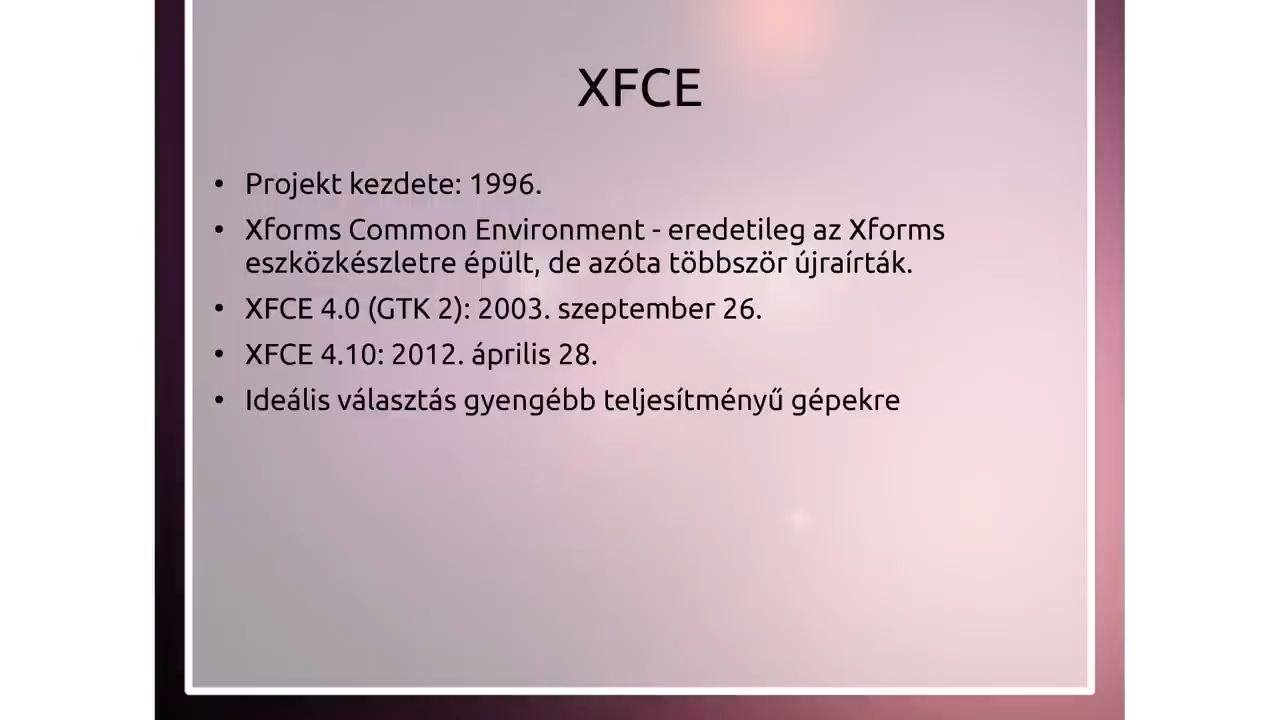 XFCE
• Projekt kezdete: 1996.
• Xforms Common Environment - eredetileg az Xforms
eszközkészletre épült, de azóta többször újraírták.
• XFCE 4.0 (GTK 2): 2003. szeptember 26.
• XFCE 4.10: 2012. április 28.
• Ideális választás gyengébb teljesítményű gépekre